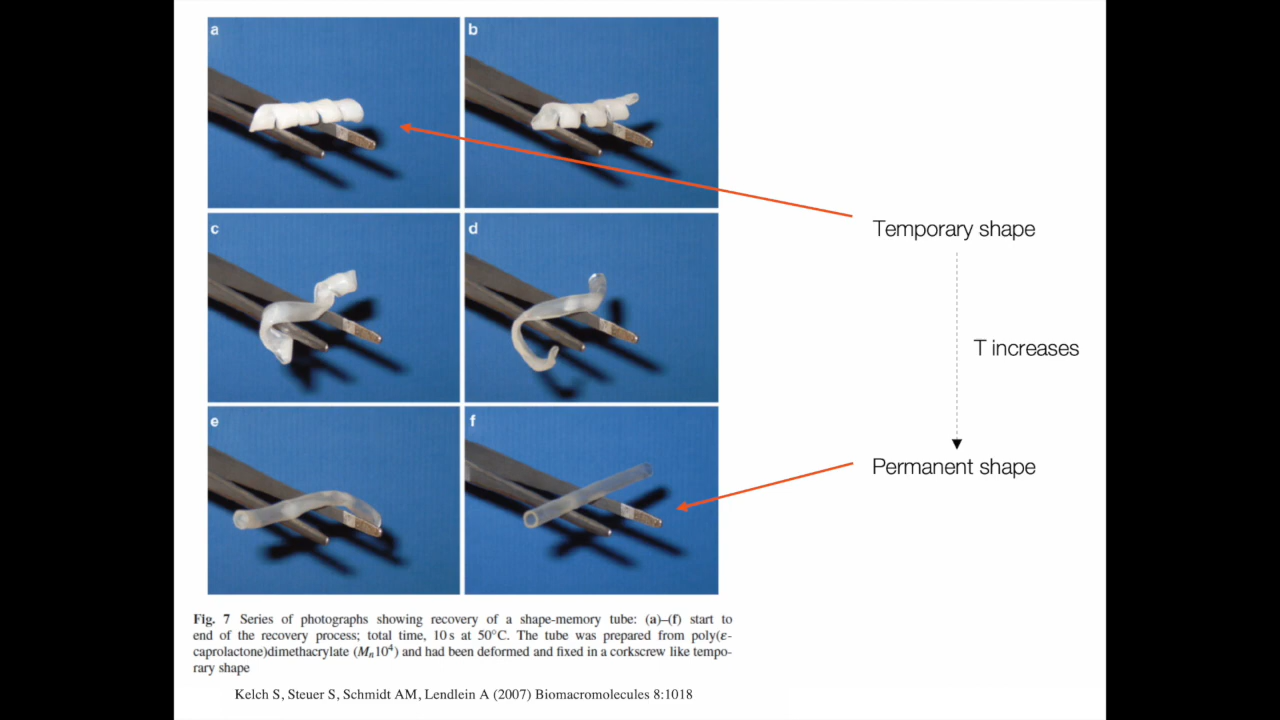 a
b
c
d
e
f
Temporary shape
T increases
Permanent shape
Fig. 7 Series of photographs showing recovery of a shape-memory tube: (a)–(f) start to
end of the recovery process; total time, 10 s at 50°C. The tube was prepared from poly(ε-
caprolactone)dimethacrylate (Mn10⁴) and had been deformed and fixed in a corkscrew like tempo-
rary shape
Kelch S, Steuer S, Schmidt AM, Lendlein A (2007) Biomacromolecules 8:1018